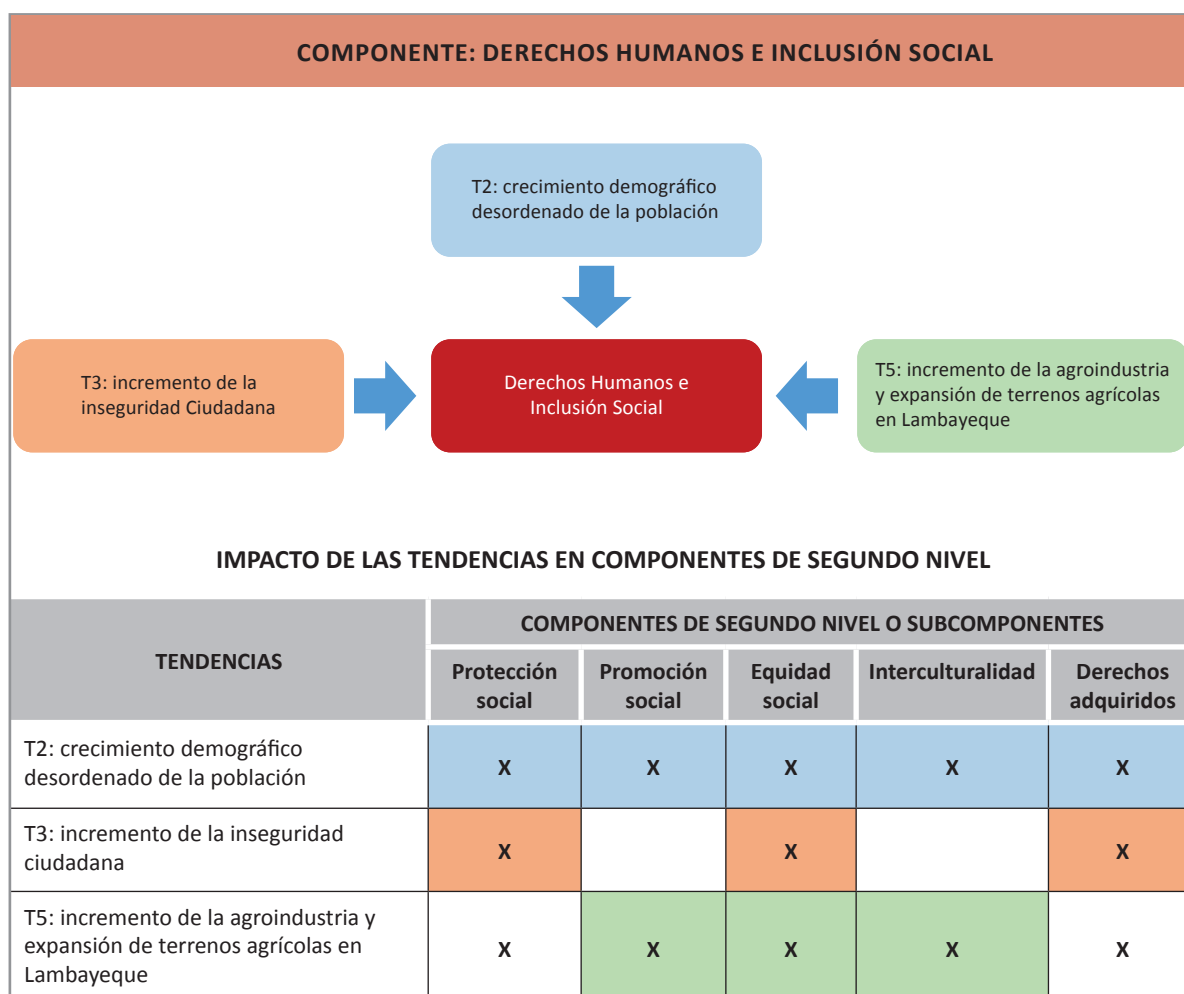 COMPONENTE: DERECHOS HUMANOS E INCLUSIÓN SOCIAL
T2: crecimiento demográfico
desordenado de la población
T3: incremento de la
inseguridad Ciudadana
Derechos Humanos e
Inclusión Social
T5: incremento de la agroindustria
y expansión de terrenos agrícolas
en Lambayeque
IMPACTO DE LAS TENDENCIAS EN COMPONENTES DE SEGUNDO NIVEL
TENDENCIAS
COMPONENTES DE SEGUNDO NIVEL O SUBCOMPONENTES
Protección
social
Promoción
social
Equidad
social
Interculturalidad
Derechos
adquiridos
T2: crecimiento demográfico
desordenado de la población
X X X X X
T3: incremento de la inseguridad
ciudadana
X X X
T5: incremento de la agroindustria y
expansión de terrenos agrícolas en
Lambayeque
X X X X X